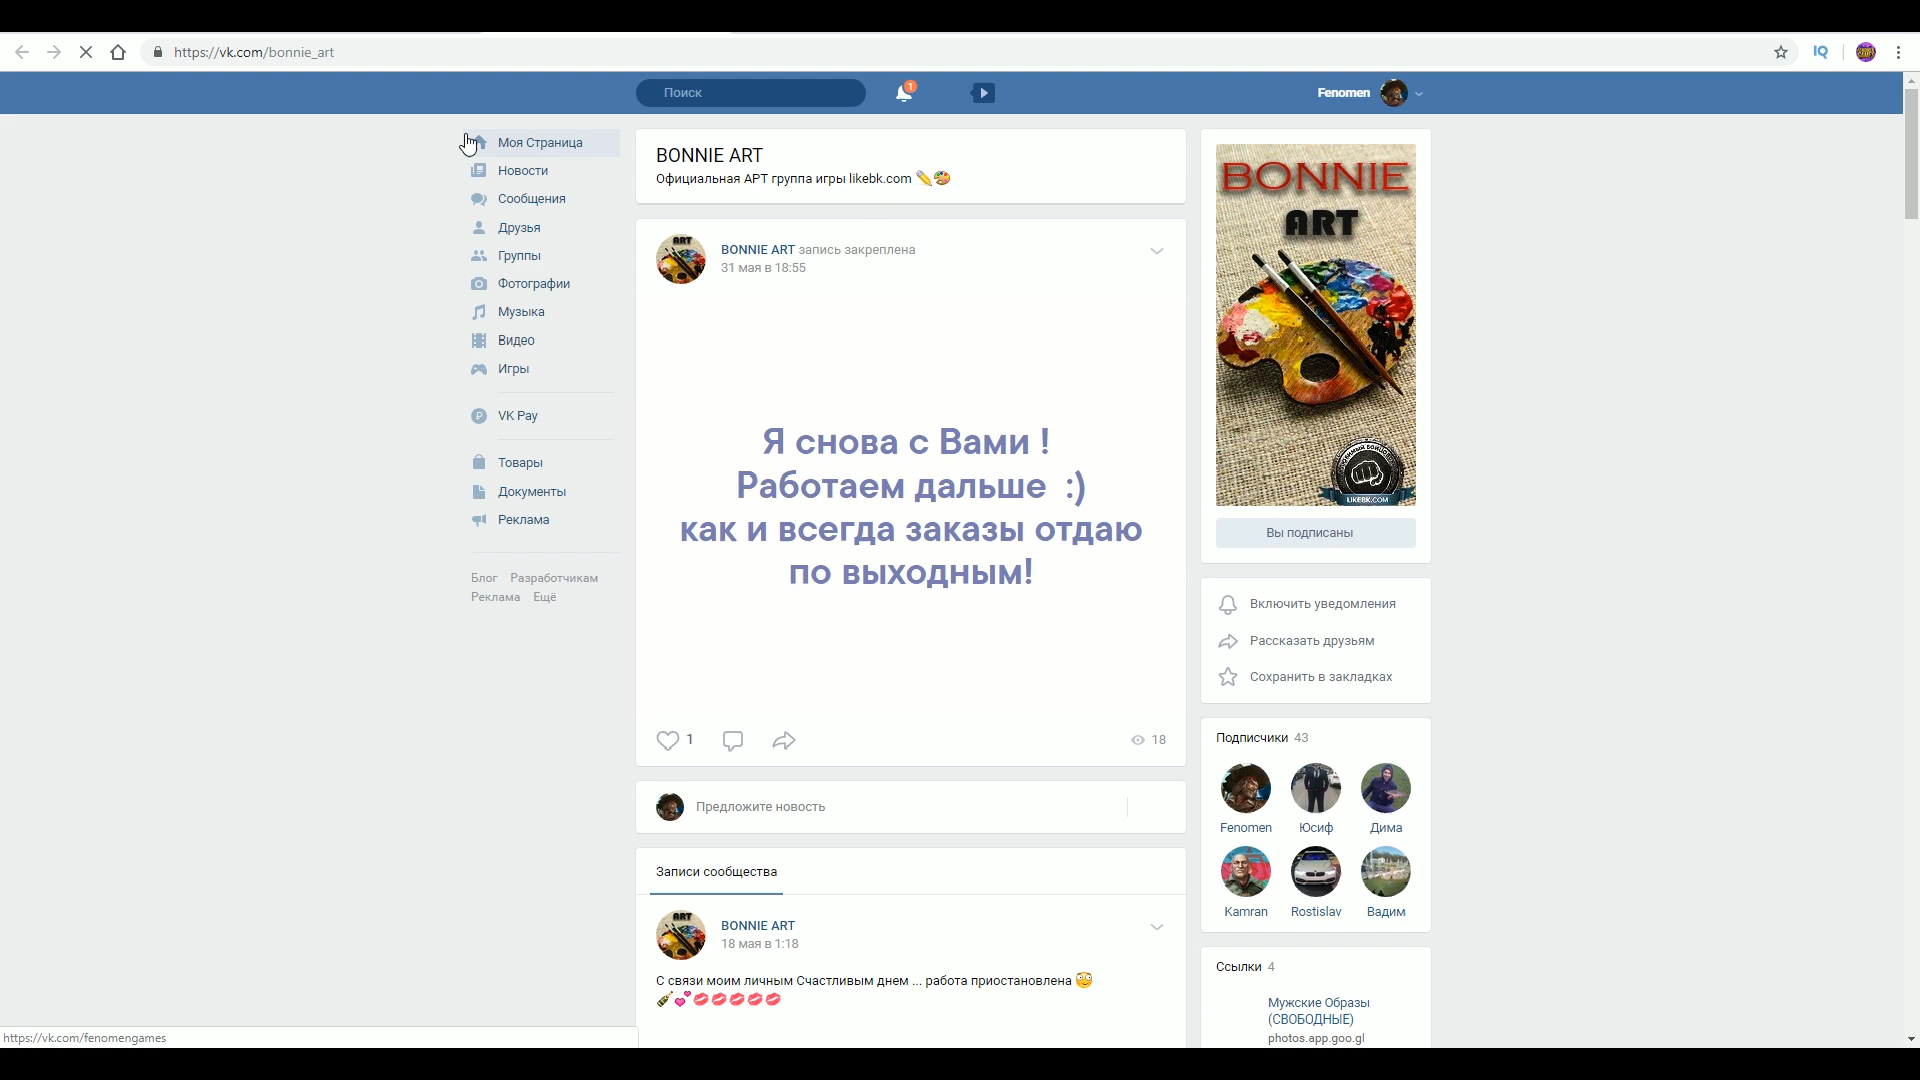 https://vk.com/bonnie_art
IQ
Поиск
1
Fenomen
Моя Страница
Новости
Сообщения
Друзья
Группы
Фотографии
Музыка
Видео
Игры
VK Pay
Товары
Документы
Реклама
Блог Разработчикам
Реклама Ещё
BONNIE ART
Официальная АРТ группа игры likebk.com
ART
BONNIE ART запись закреплена
31 мая в 18:55
Я снова с Вами !
Работаем дальше :)
как и всегда заказы отдаю
по выходным!
1
18
Предложите новость
Записи сообщества
ART
BONNIE ART
18 мая в 1:18
С связи моим личным Счастливым днем ... работа приостановлена
BONNIE
ART
LIKEBK.COM
Вы подписаны
Включить уведомления
Рассказать друзьям
Сохранить в закладках
Подписчики 43
Fenomen Юсиф Дима
Kamran Rostislav Вадим
Ссылки 4
Мужские Образы
(СВОБОДНЫЕ)
photos.app.goo.gl
https://vk.com/fenomengames